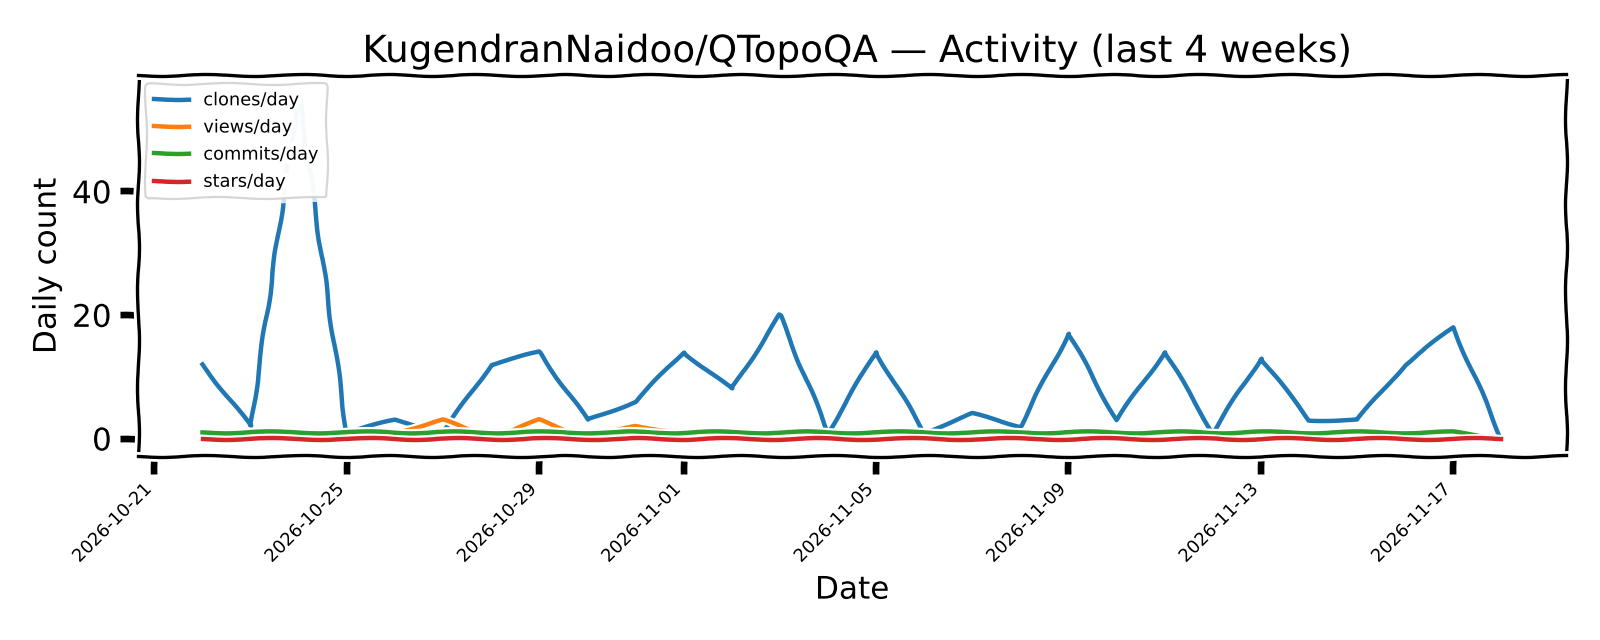 KugendranNaidoo/QTopoQA — Activity (last 4 weeks)
clones/day
views/day
commits/day
stars/day
Daily count
40
20
0
2026-10-21
2026-10-25
2026-10-29
2026-11-01
2026-11-05
2026-11-09
2026-11-13
2026-11-17
Date